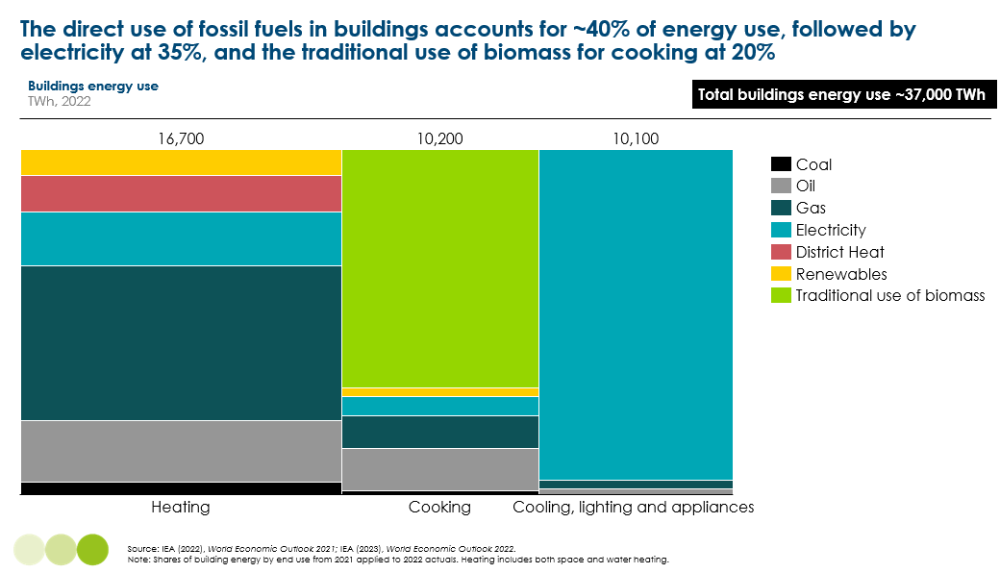 The direct use of fossil fuels in buildings accounts for ~40% of energy use, followed by
electricity at 35%, and the traditional use of biomass for cooking at 20%
Buildings energy use
TWh, 2022
Total buildings energy use ~37,000 TWh
16,700
10,200
10,100
Coal
Oil
Gas
Electricity
District Heat
Renewables
Traditional use of biomass
Heating
Cooking
Cooling, lighting and appliances
Source: IEA (2022), World Economic Outlook 2021; IEA (2023), World Economic Outlook 2022.
Note: Shares of building energy by end use from 2021 applied to 2022 actuals. Heating includes both space and water heating.